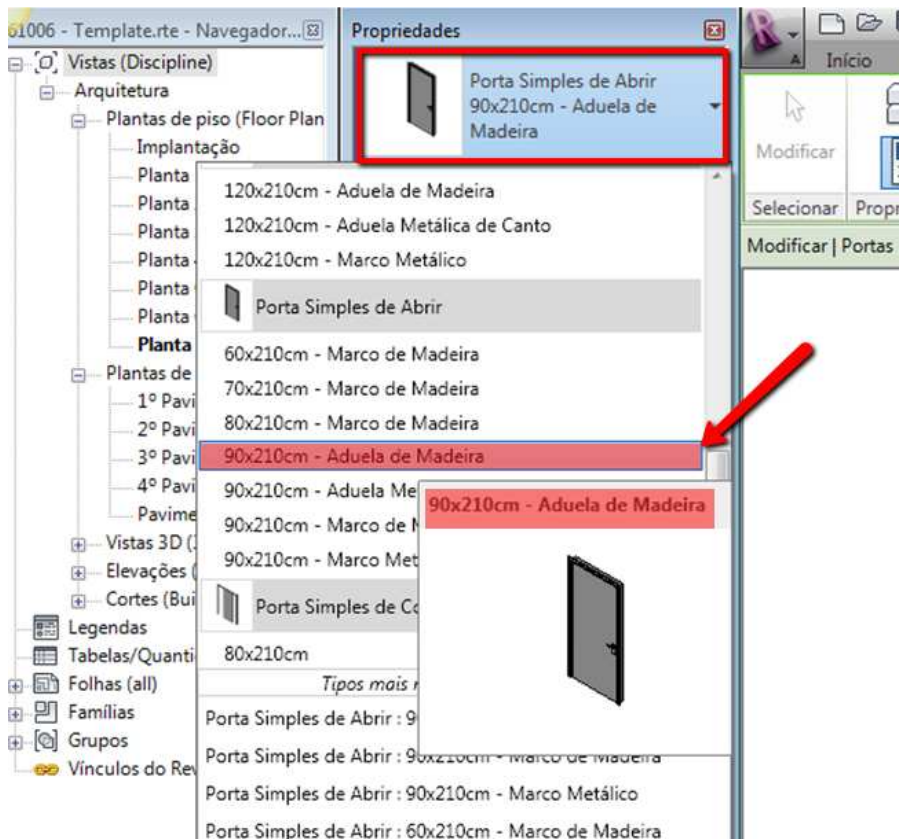 61006 - Template.rte - Navegador...
Vistas (Discipline)
Arquitetura
Plantas de piso (Floor Plan
Implantação
Planta
Planta
Planta
Planta
Planta
Planta
Planta
Plantas de
1º Pavi
2º Pavi
3º Pavi
4º Pavi
Pavime
Vistas 3D (
Elevações (
Cortes (Bui
Legendas
Tabelas/Quanti
Folhas (all)
Famílias
Grupos
Vínculos do Rev
Propriedades
Porta Simples de Abrir
90x210cm - Aduela de
Madeira
120x210cm - Aduela de Madeira
120x210cm - Aduela Metálica de Canto
120x210cm - Marco Metálico
Porta Simples de Abrir
60x210cm - Marco de Madeira
70x210cm - Marco de Madeira
80x210cm - Marco de Madeira
90x210cm - Aduela de Madeira
90x210cm - Aduela Me
90x210cm - Marco de M
90x210cm - Marco Met
Porta Simples de Co
80x210cm
Tipos mais r
Porta Simples de Abrir : 9
Porta Simples de Abrir : 90x210cm - Marco de Madeira
Porta Simples de Abrir : 90x210cm - Marco Metálico
Porta Simples de Abrir : 60x210cm - Marco de Madeira
90x210cm - Aduela de Madeira
A
Início
Modificar
Selecionar
Propr
Modificar | Portas